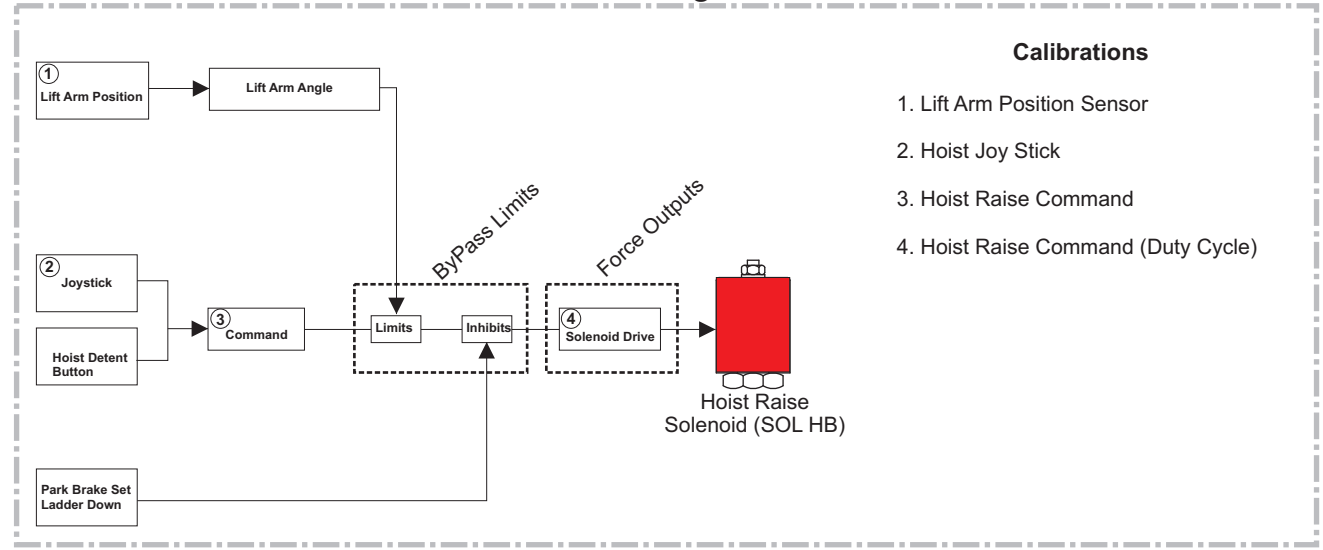 Calibrations
1. Lift Arm Position Sensor
2. Hoist Joy Stick
3. Hoist Raise Command
4. Hoist Raise Command (Duty Cycle)
1
Lift Arm Position
Lift Arm Angle
ByPass Limits
Force Outputs
2
Joystick
Hoist Detent
Button
3
Command
Limits
Inhibits
4
Solenoid Drive
Hoist Raise
Solenoid (SOL HB)
Park Brake Set
Ladder Down